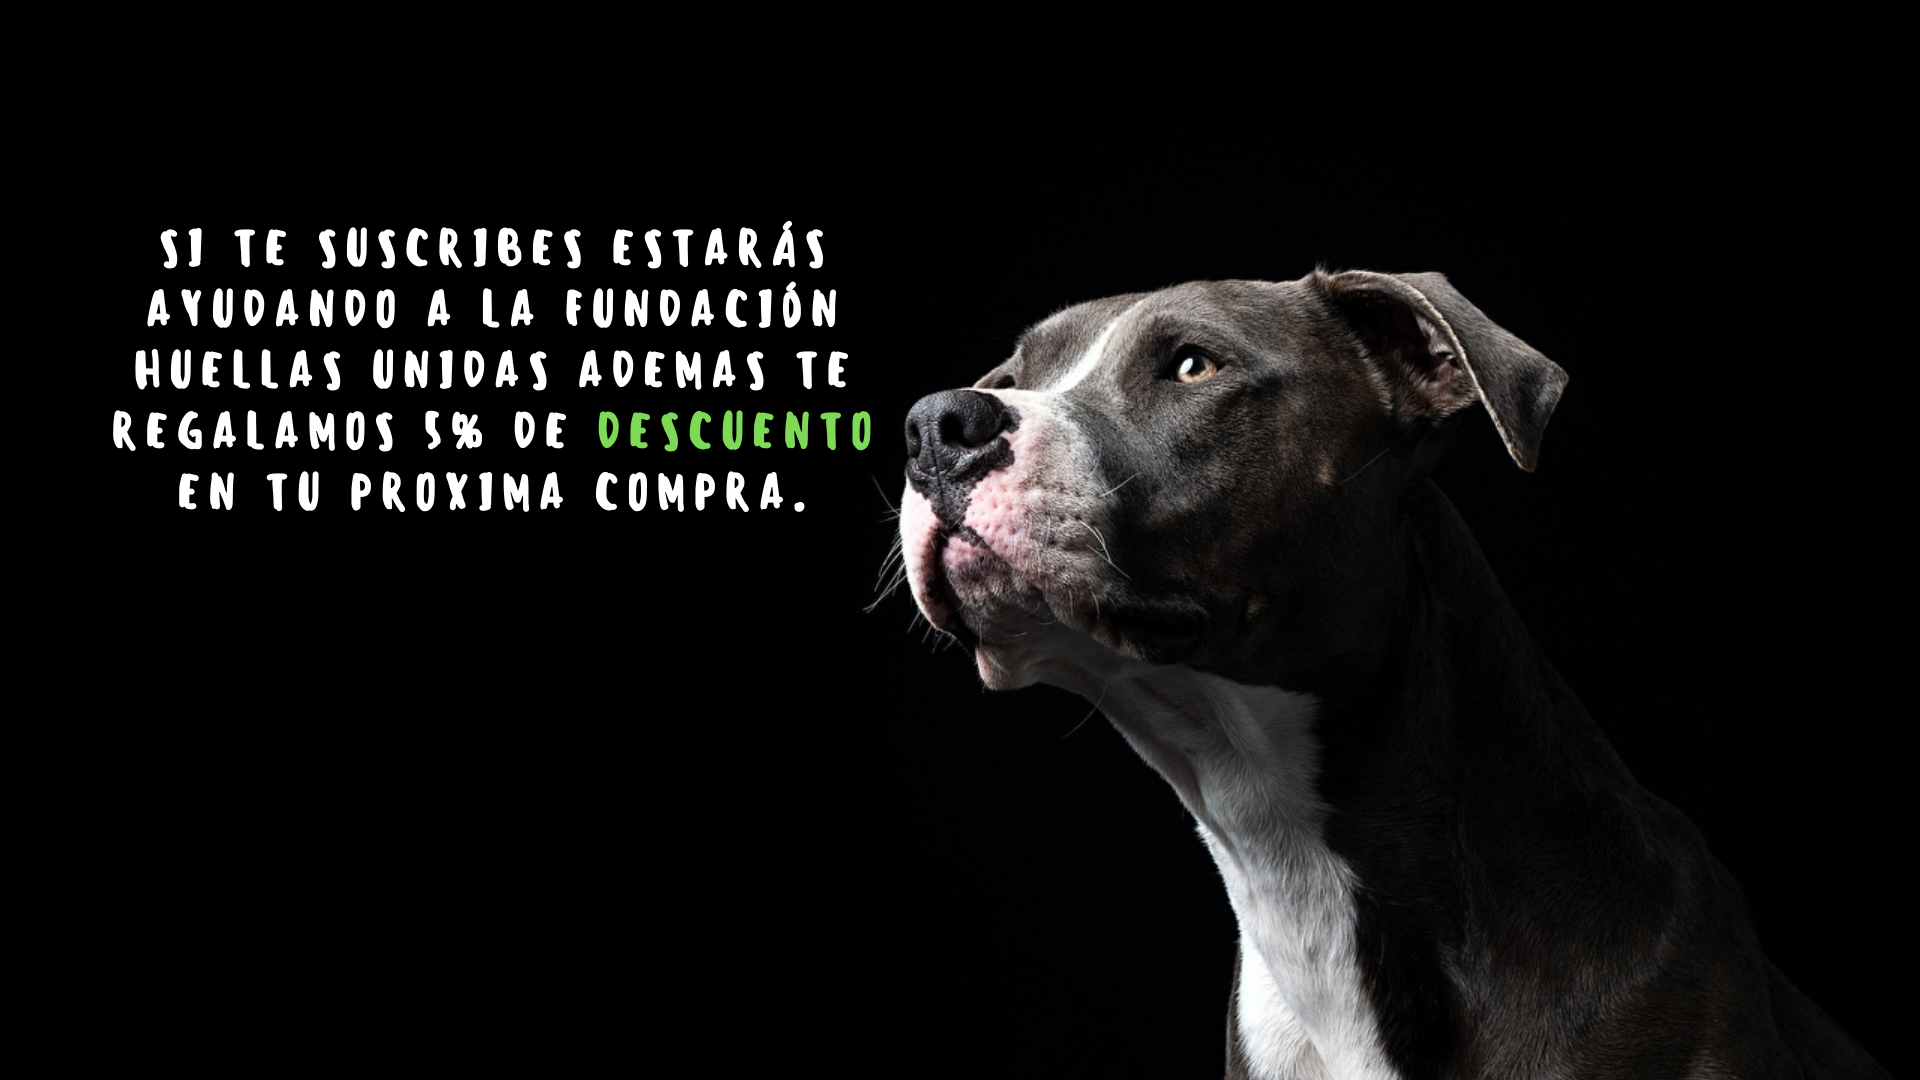 SI TE SUSCRIBES ESTARÁS
AYUDANDO A LA FUNDACIÓN
HUELLAS UNIDAS ADEMAS TE
REGALAMOS 5% DE DESCUENTO
EN TU PROXIMA COMPRA.